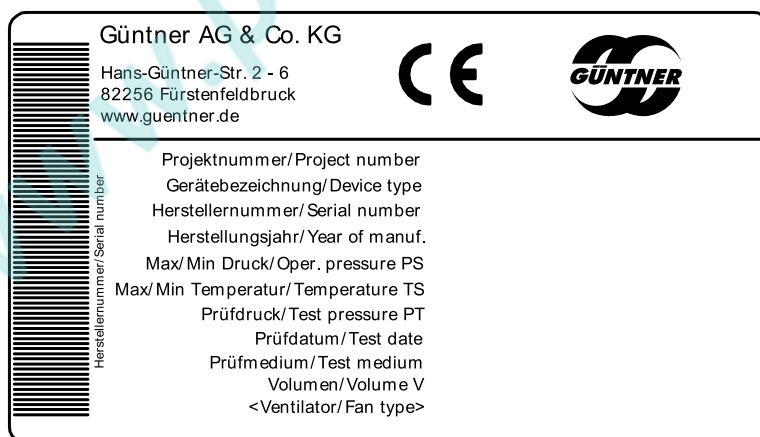 Güntner AG & Co. KG
Hans-Güntner-Str. 2 - 6
82256 Fürstenfeldbruck
www.guentner.de
GÜNTNER
Herstellernummer/Serial number
Projektnummer/Project number
Gerätebezeichnung/Device type
Herstellernummer/Serial number
Herstellungsjahr/Year of manuf.
Max/Min Druck/Oper. pressure PS
Max/Min Temperatur/Temperature TS
Prüfdruck/Test pressure PT
Prüfdatum/Test date
Prüfmedium/Test medium
Volumen/Volume V
<Ventilator/Fan type>